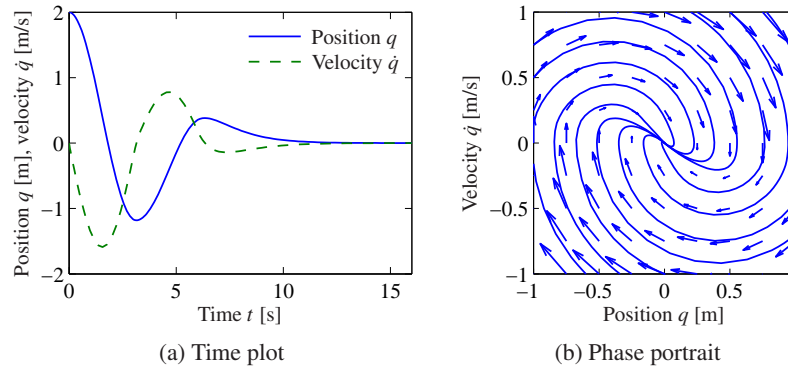 Position q [m], velocity q̇ [m/s]
2
1
0
−1
−2
Position q
Velocity q̇
0
5
10
15
Time t [s]
(a) Time plot
Velocity q̇ [m/s]
1
0.5
0
−0.5
−1
−1
−0.5
0
0.5
1
Position q [m]
(b) Phase portrait